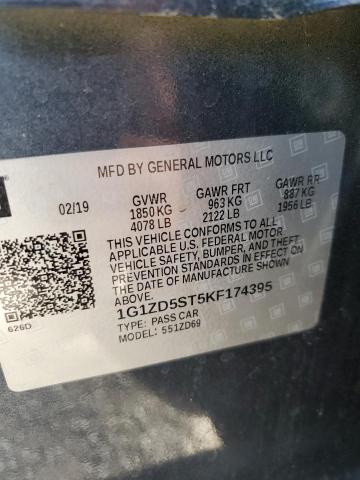 MFD BY GENERAL MOTORS LLC
02/19 GVWR GAWR FRT GAWR RR
1850 KG 963 KG 887 KG
4078 LB 2122 LB 1956 LB
THIS VEHICLE CONFORMS TO ALL
APPLICABLE U.S. FEDERAL MOTOR
VEHICLE SAFETY, BUMPER, AND THEFT
PREVENTION STANDARDS IN EFFECT
ON THE DATE OF MANUFACTURE SHOWN
ABOVE.
1G1ZD5ST5KF174395
TYPE: PASS CAR
MODEL: 551ZD69
626D